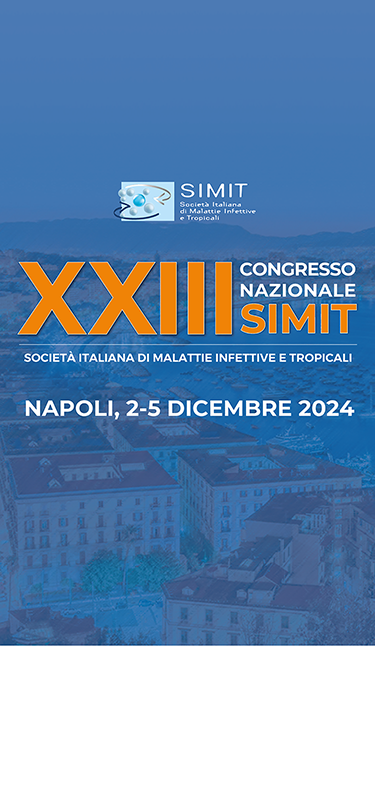 SIMIT
Società Italiana
di Malattie Infettive
e Tropicali
XXIII
CONGRESSO
NAZIONALE
SIMIT
SOCIETÀ ITALIANA DI MALATTIE INFETTIVE E TROPICALI
NAPOLI, 2-5 DICEMBRE 2024